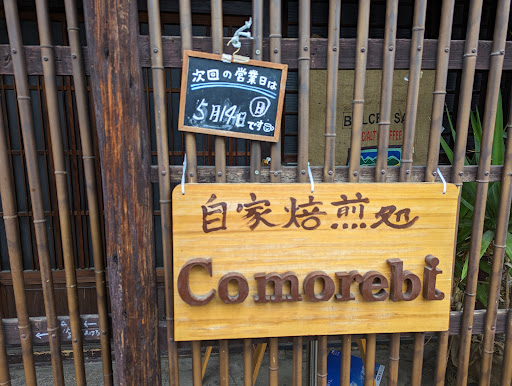 次回の営業日は
5月14日(月)
です
自家焙煎処
Comorebi